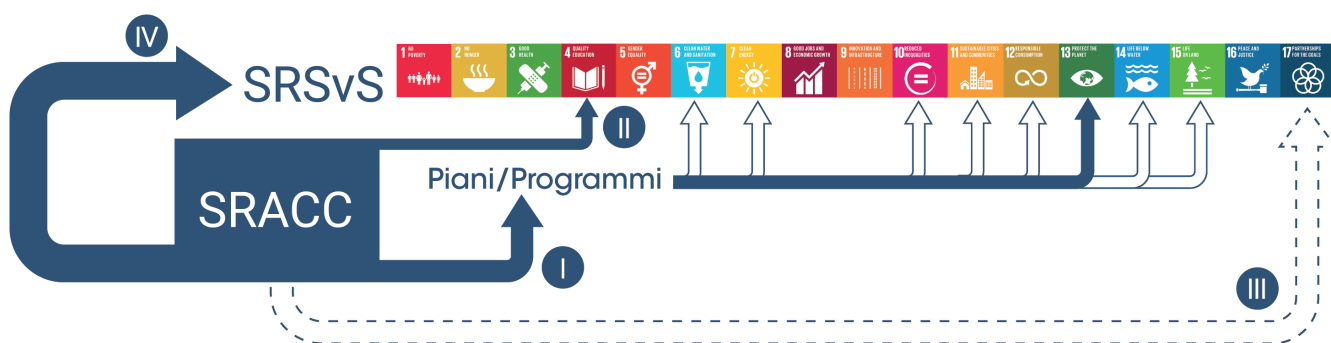 IV
SRSvS
1 NO POVERTY
2 NO HUNGER
3 GOOD HEALTH
4 QUALITY EDUCATION
5 GENDER EQUALITY
6 CLEAN WATER AND SANITATION
7 CLEAN ENERGY
8 GOOD JOBS AND ECONOMIC GROWTH
9 INNOVATION AND INFRASTRUCTURE
10 REDUCED INEQUALITIES
11 SUSTAINABLE CITIES AND COMMUNITIES
12 RESPONSIBLE CONSUMPTION
13 PROTECT THE PLANET
14 LIFE BELOW WATER
15 LIFE ON LAND
16 PEACE AND JUSTICE
17 PARTNERSHIPS FOR THE GOALS
II
Piani/Programmi
SRACC
I
III